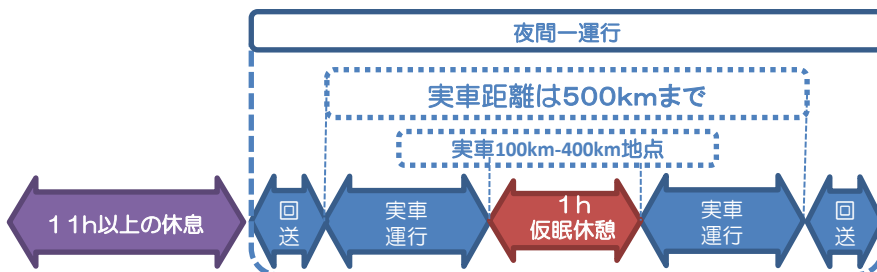 夜間一運行
実車距離は500kmまで
実車100km-400km地点
11h以上の休息
回
送
実車
運行
1h
仮眠休憩
実車
運行
回
送